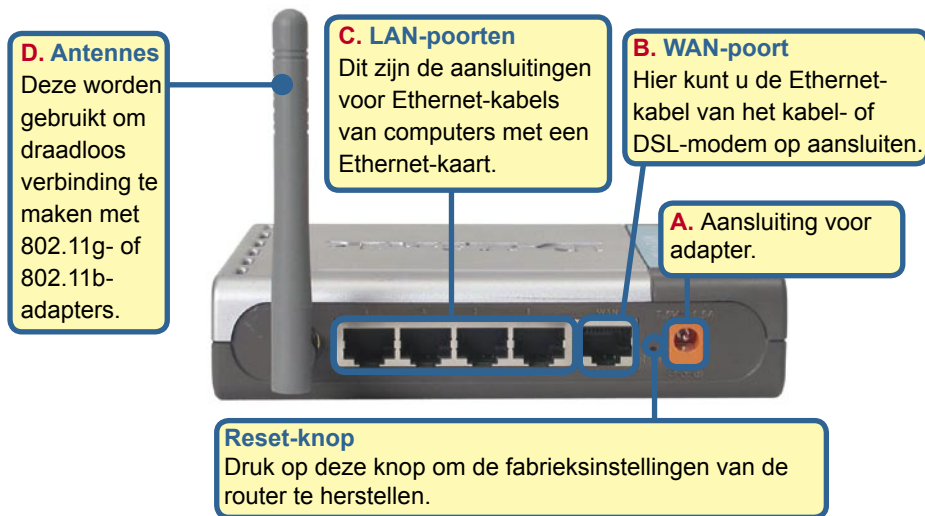 D. Antennes
Deze worden
gebruikt om
draadloos
verbinding te
maken met
802.11g- of
802.11b-
adapters.
C. LAN-poorten
Dit zijn de aansluitingen
voor Ethernet-kabels
van computers met een
Ethernet-kaart.
B. WAN-poort
Hier kunt u de Ethernet-
kabel van het kabel- of
DSL-modem op aansluiten.
A. Aansluiting voor
adapter.
WAN
Reset-knop
Druk op deze knop om de fabrieksinstellingen van de
router te herstellen.